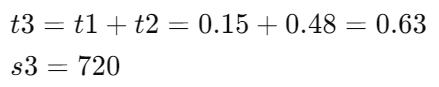 t3 = t1 + t2 = 0.15 + 0.48 = 0.63
s3 = 720